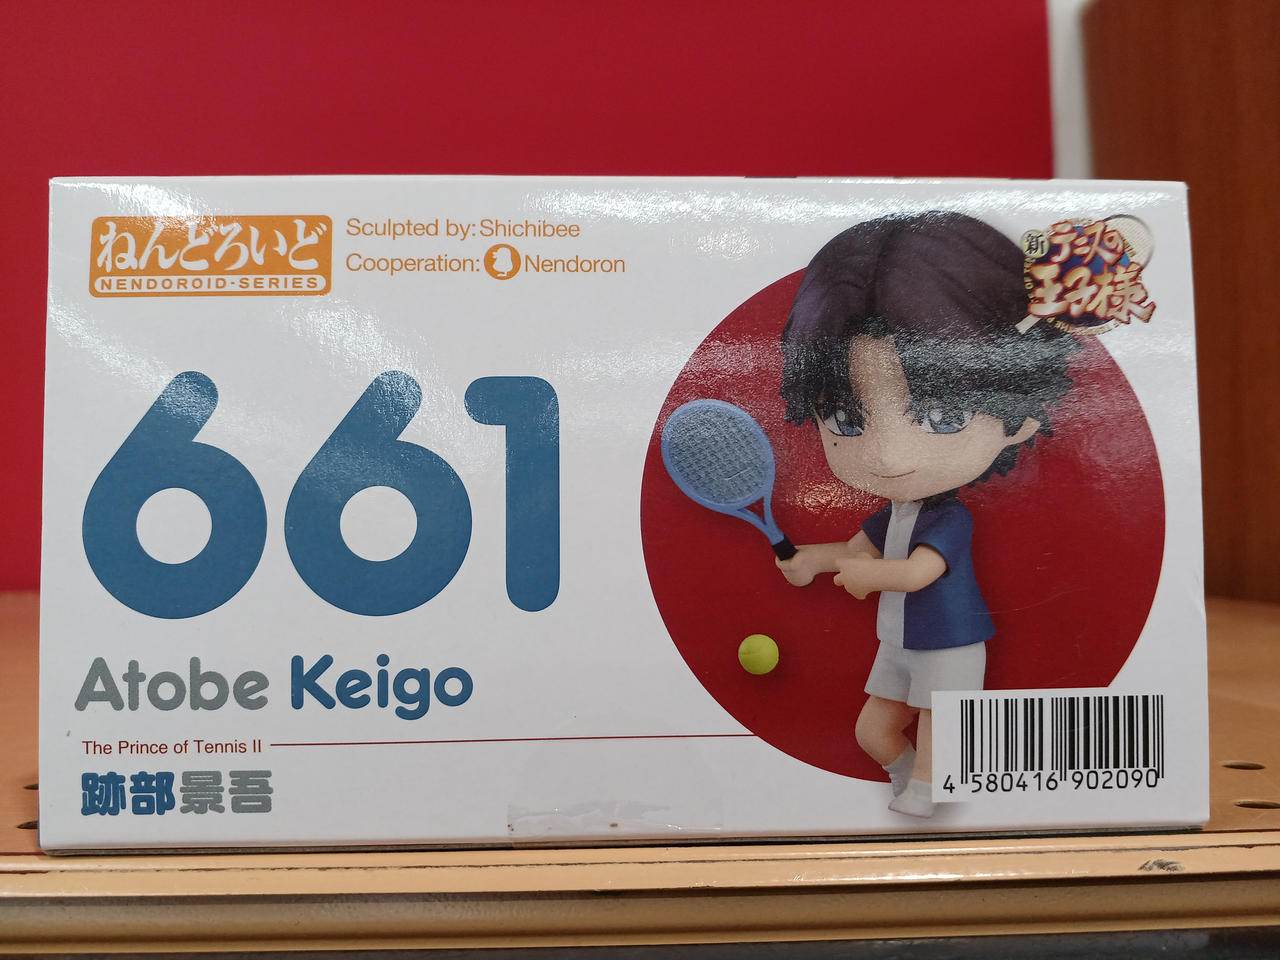 ねんどろいど
NENDOROID-SERIES
Sculpted by: Shichibee
Cooperation: Nendoron
新テニスの
王子様
661
Atobe Keigo
The Prince of Tennis II
跡部景吾
4 580416 902090